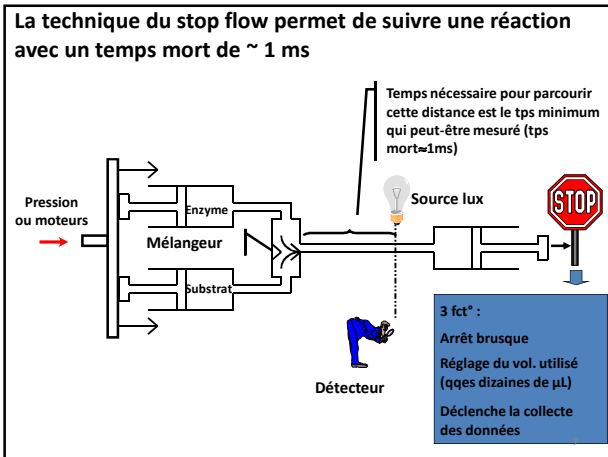 La technique du stop flow permet de suivre une réaction
avec un temps mort de ~ 1 ms
Temps nécessaire pour parcourir
cette distance est le tps minimum
qui peut-être mesuré (tps
mort≈1ms)
Pression
ou moteurs
Enzyme
Mélangeur
Substrat
Source lux
STOP
Détecteur
3 fct° :
Arrêt brusque
Réglage du vol. utilisé
(qqes dizaines de µL)
Déclenche la collecte
des données